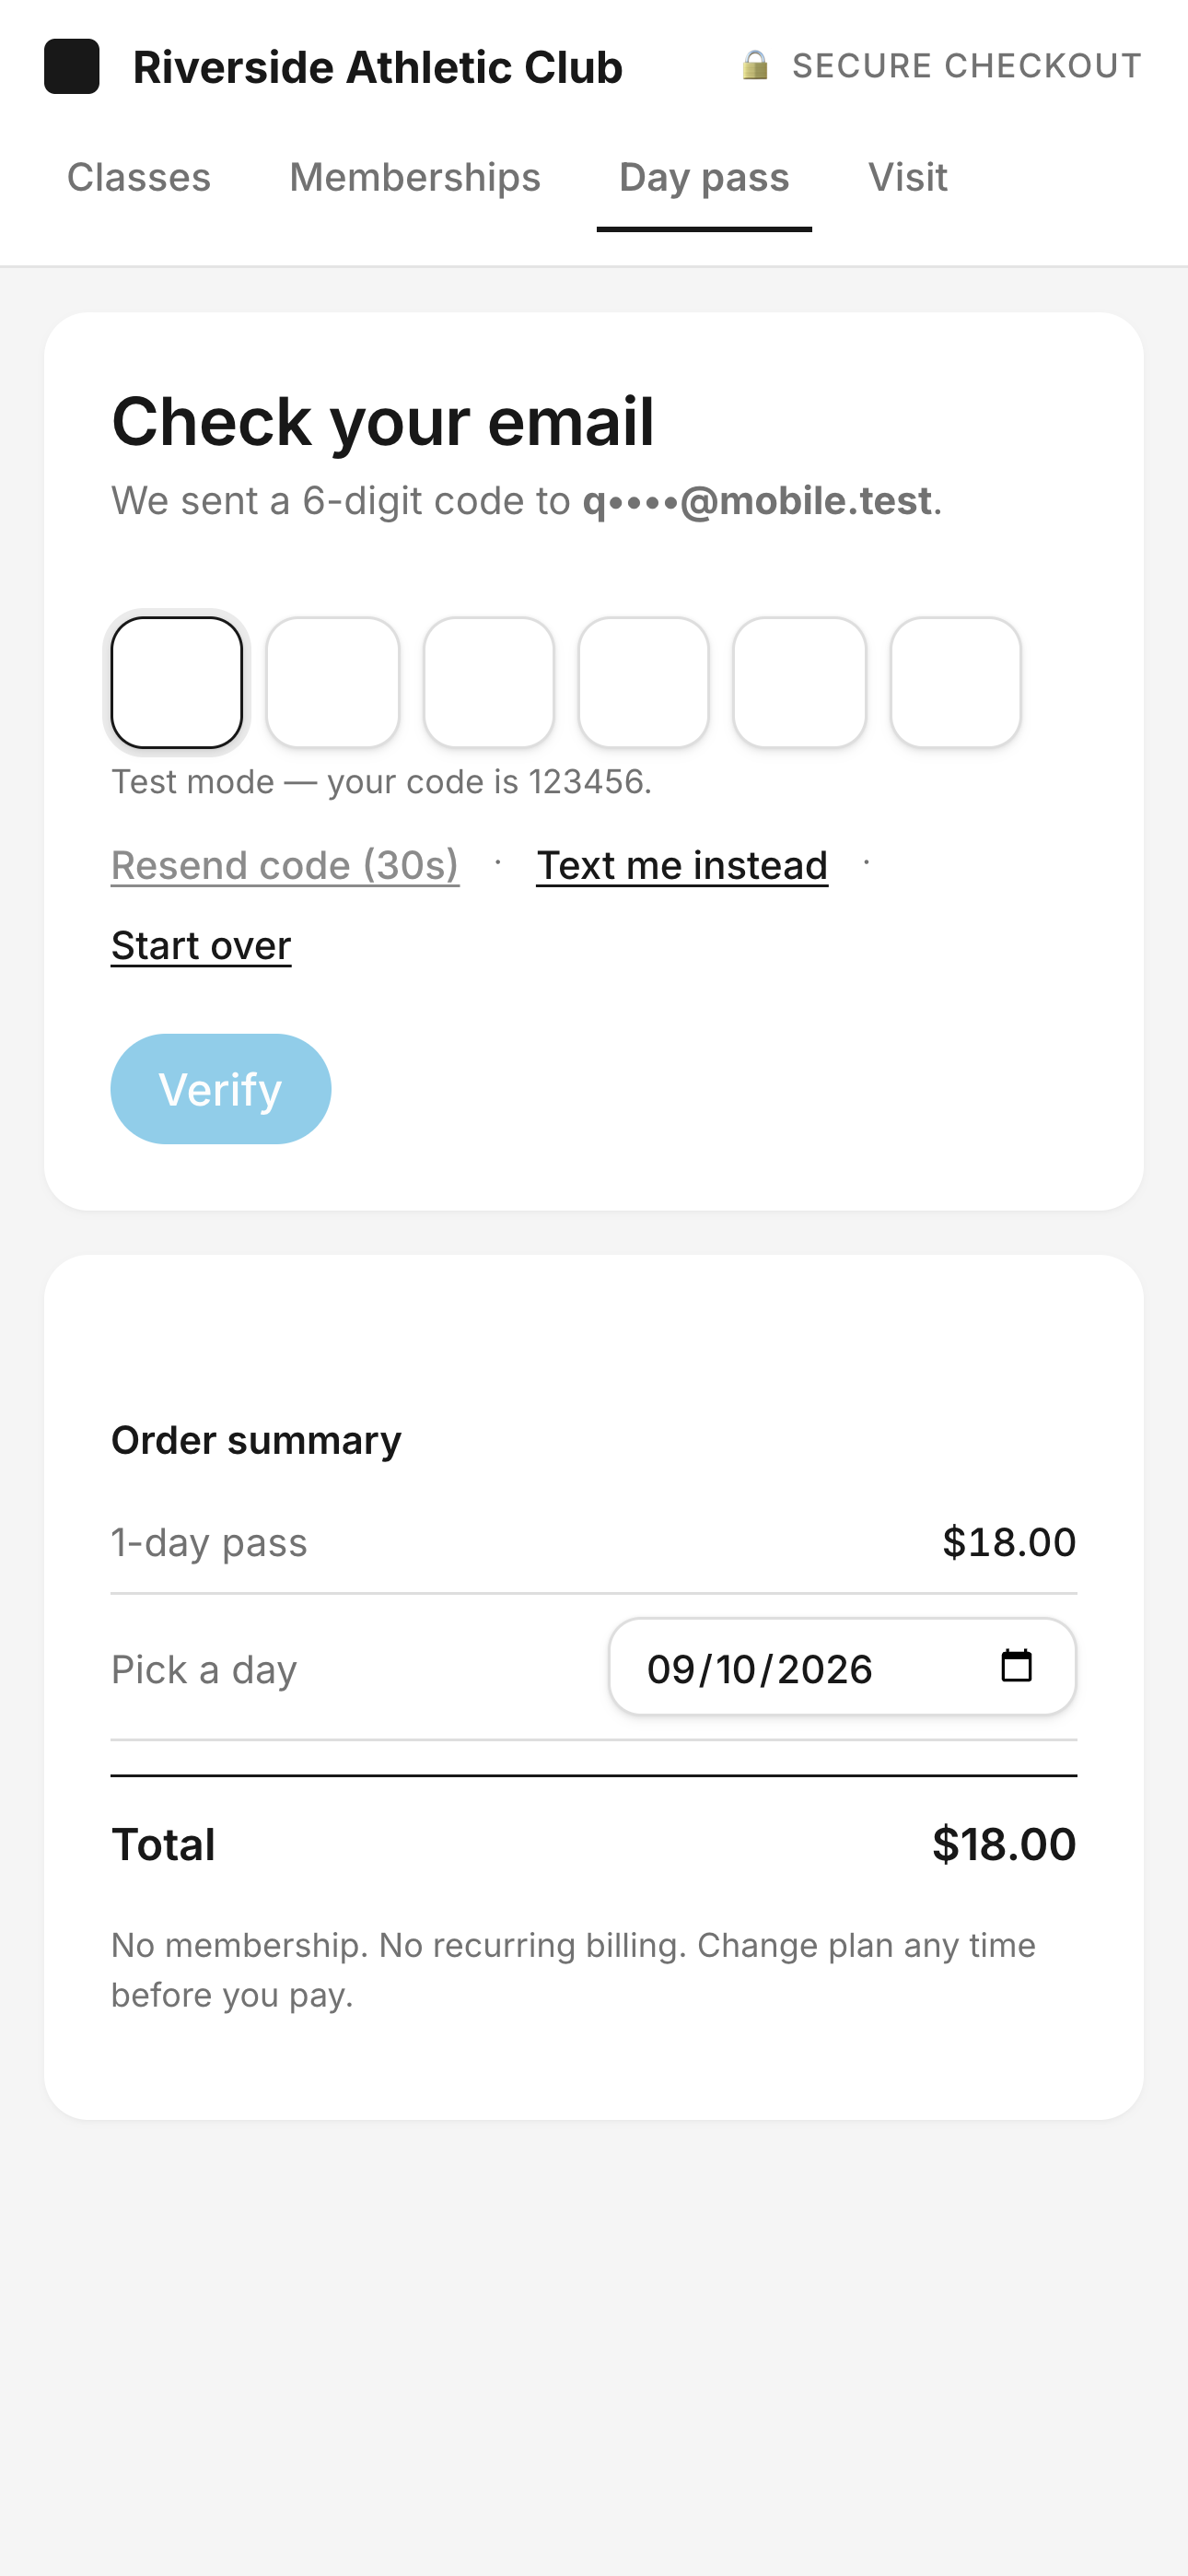 Riverside Athletic Club
🔒 SECURE CHECKOUT
Classes Memberships Day pass Visit
Check your email
We sent a 6-digit code to q••••@mobile.test.
Test mode — your code is 123456.
Resend code (30s) · Text me instead ·
Start over
Verify
Order summary
1-day pass $18.00
Pick a day 09/10/2026
Total $18.00
No membership. No recurring billing. Change plan any time
before you pay.